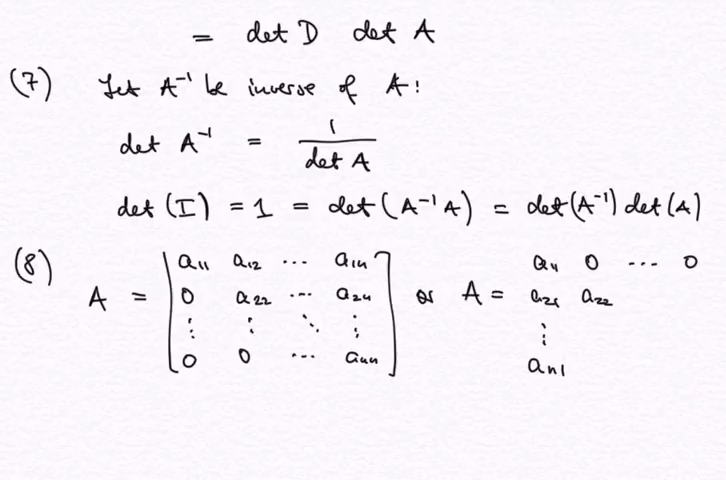 = det D det A
(7) Let A⁻¹ be inverse of A:
det A⁻¹ = 1 / det A
det (I) = 1 = det (A⁻¹ A) = det (A⁻¹) det (A)
(8) A = [ a₁₁ a₁₂ ... a₁ₙ or A = a₁₁ 0 ... 0
0 a₂₂ ... a₂ₙ a₂₁ a₂₂
⋮ ⋮ ⋱ ⋮ ⋮
0 0 ... aₙₙ ] aₙ₁